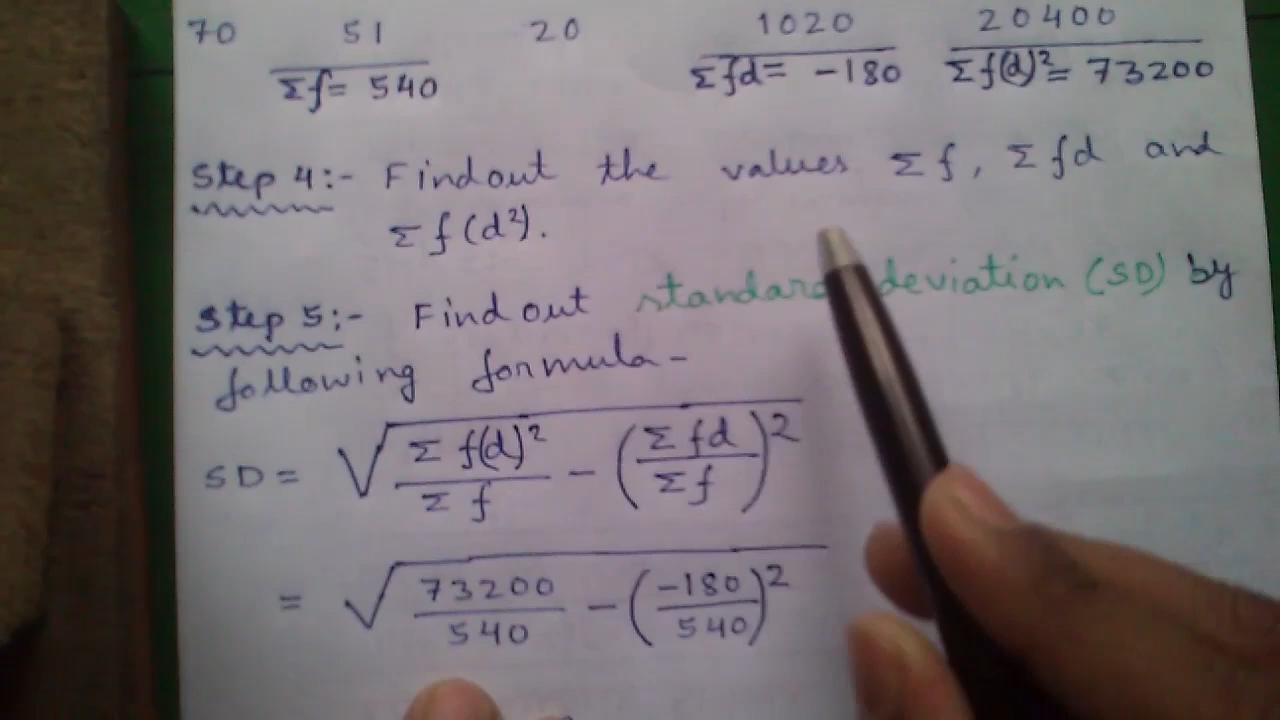 70 51 20 1020 20400
Σf= 540 Σfd= -180 Σf(d)²= 73200
Step 4:- Findout the values Σf, Σfd and
Σf(d²).
Step 5:- Find out standard deviation (SD) by
following formula-
SD = √(Σf(d)²/Σf - (Σfd/Σf)²)
= √(73200/540 - (-180/540)²)